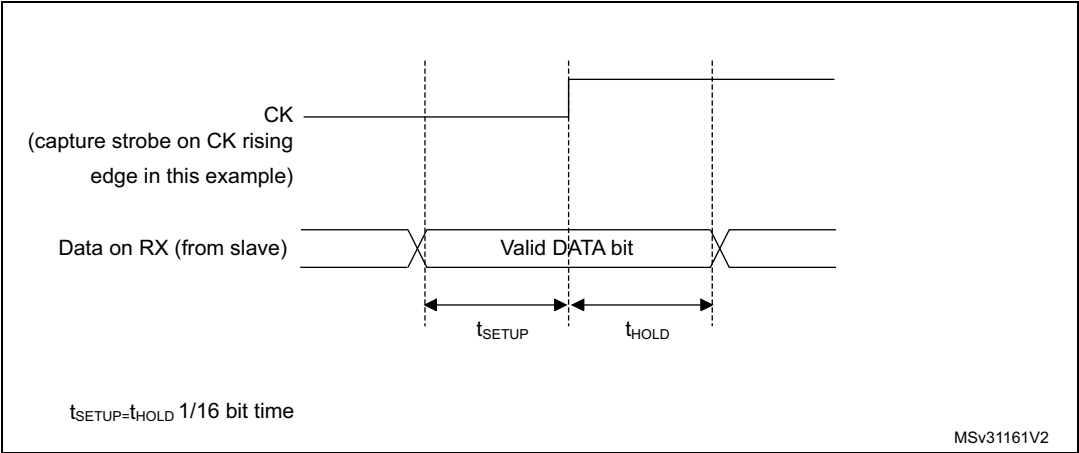 CK
(capture strobe on CK rising
edge in this example)
Data on RX (from slave)
Valid DATA bit
tSETUP
tHOLD
tSETUP=tHOLD 1/16 bit time
MSv31161V2